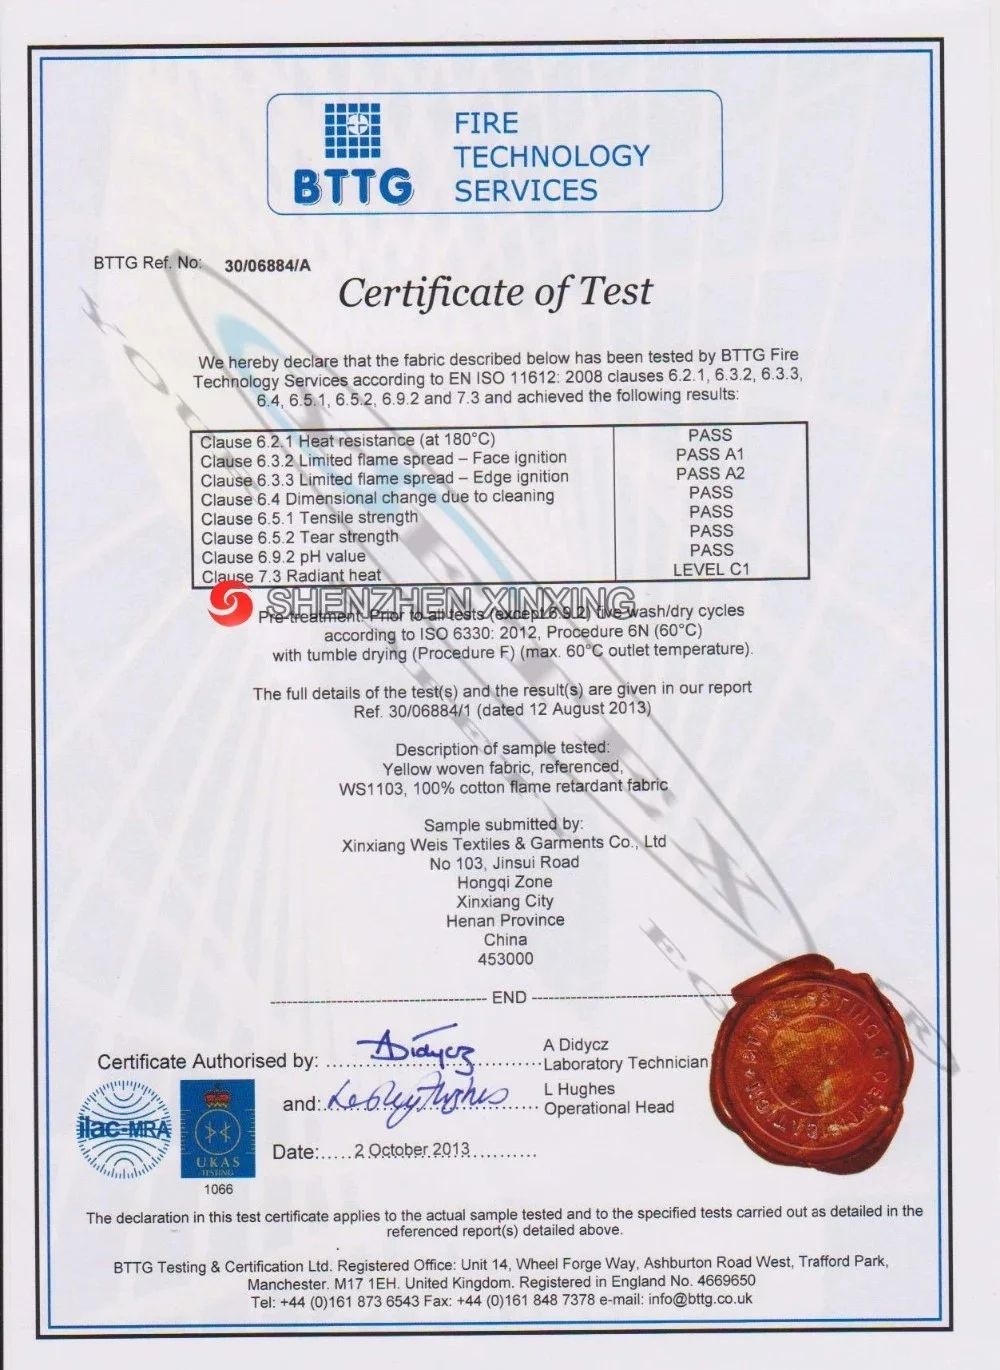 BTTG
FIRE
TECHNOLOGY
SERVICES
BTTG Ref. No: 30/06884/A
Certificate of Test
We hereby declare that the fabric described below has been tested by BTTG Fire
Technology Services according to EN ISO 11612: 2008 clauses 6.2.1, 6.3.2, 6.3.3,
6.4, 6.5.1, 6.5.2, 6.9.2 and 7.3 and achieved the following results:
Clause 6.2.1 Heat resistance (at 180°C) PASS
Clause 6.3.2 Limited flame spread – Face ignition PASS A1
Clause 6.3.3 Limited flame spread – Edge ignition PASS A2
Clause 6.4 Dimensional change due to cleaning PASS
Clause 6.5.1 Tensile strength PASS
Clause 6.5.2 Tear strength PASS
Clause 6.9.2 pH value PASS
Clause 7.3 Radiant heat LEVEL C1
SHENZHEN XINXING
Pre-treatment: Prior to all tests (except 6.9.2) five wash/dry cycles
according to ISO 6330: 2012, Procedure 6N (60°C)
with tumble drying (Procedure F) (max. 60°C outlet temperature).
The full details of the test(s) and the result(s) are given in our report
Ref. 30/06884/1 (dated 12 August 2013)
Description of sample tested:
Yellow woven fabric, referenced,
WS1103, 100% cotton flame retardant fabric
Sample submitted by:
Xinxiang Weis Textiles & Garments Co., Ltd
No 103, Jinsui Road
Hongqi Zone
Xinxiang City
Henan Province
China
453000
END
Certificate Authorised by: ADidycz A Didycz
Laboratory Technician
and: Lesley Hughes L Hughes
Operational Head
Date:.....2 October 2013
ilac-MRA
UKAS
TESTING
1066
BTTG TESTING & CERTIFICATION
The declaration in this test certificate applies to the actual sample tested and to the specified tests carried out as detailed in the
referenced report(s) detailed above.
BTTG Testing & Certification Ltd. Registered Office: Unit 14, Wheel Forge Way, Ashburton Road West, Trafford Park,
Manchester. M17 1EH. United Kingdom. Registered in England No. 4669650
Tel: +44 (0)161 873 6543 Fax: +44 (0)161 848 7378 e-mail: info@bttg.co.uk